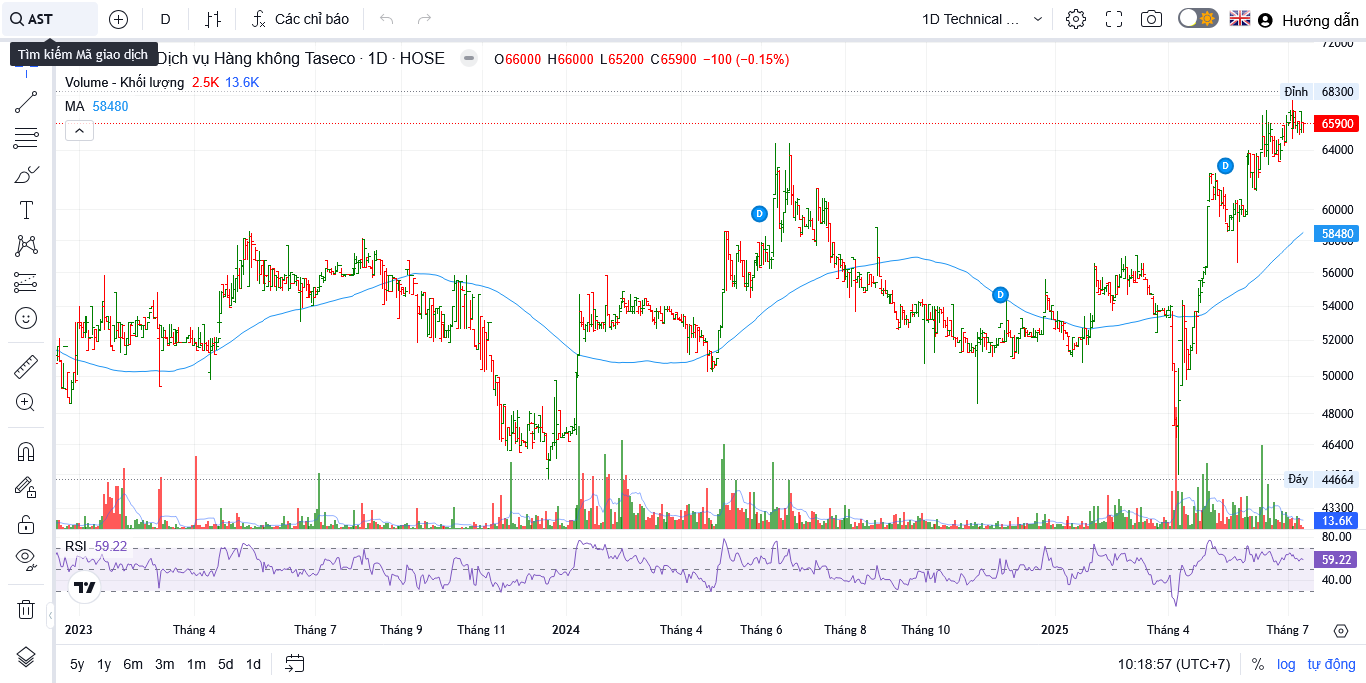 AST
D
Các chỉ báo
1D Technical ...
Hướng dẫn
Tìm kiếm Mã giao dịch
Dịch vụ Hàng không Taseco · 1D · HOSE
O66000 H66000 L65200 C65900 −100 (−0.15%)
Volume - Khối lượng 2.5K 13.6K
MA 58480
72000
Đỉnh 68300
65900
64000
D
D
60000
58480
56000
D
54000
52000
50000
48000
46400
Đáy 44664
43300
13.6K
RSI 59.22
80.00
59.22
40.00
2023 Tháng 4 Tháng 7 Tháng 9 Tháng 11 2024 Tháng 4 Tháng 6 Tháng 8 Tháng 10 2025 Tháng 4 Tháng 7
5y 1y 6m 3m 1m 5d 1d
10:18:57 (UTC+7) % log tự động